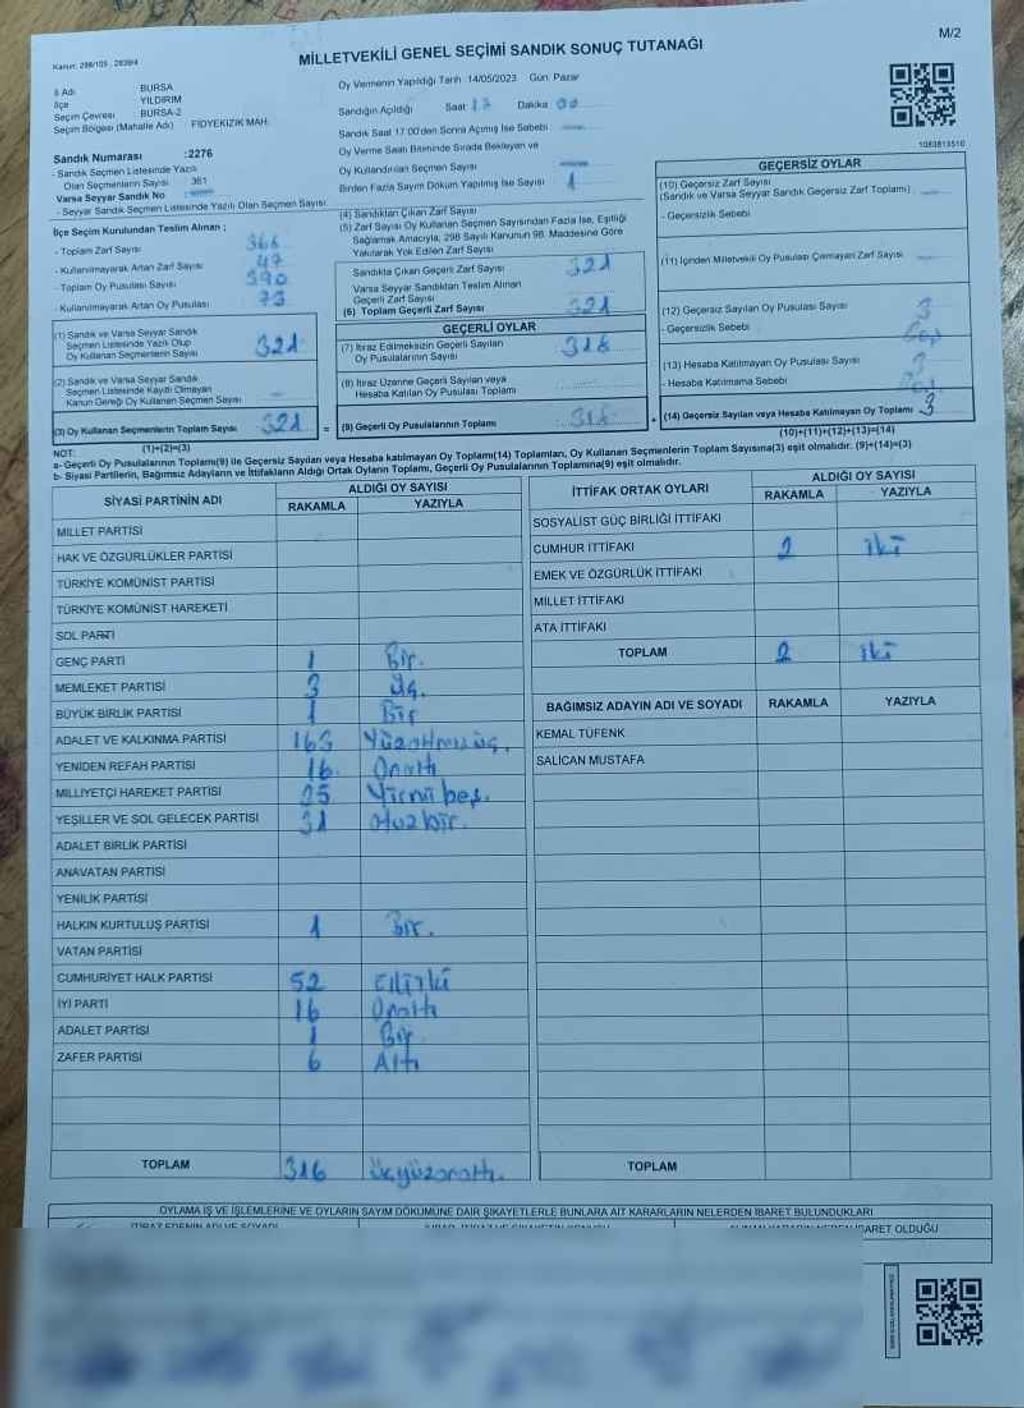 M/2
Kanun: 298/105 , 2839/4
MİLLETVEKİLİ GENEL SEÇİMİ SANDIK SONUÇ TUTANAĞI
İl Adı BURSA
İlçe YILDIRIM
Seçim Çevresi BURSA-2
Seçim Bölgesi (Mahalle Adı) FİDYEKIZIK MAH.
Sandık Numarası :2276
- Sandık Seçmen Listesinde Yazılı
Olan Seçmenlerin Sayısı : 361
Varsa Seyyar Sandık No
- Seyyar Sandık Seçmen Listesinde Yazılı Olan Seçmen Sayısı
Oy Vermenin Yapıldığı Tarih 14/05/2023 Gün: Pazar
Sandığın Açıldığı Saat 17 Dakika 00
Sandık Saat 17.00'den Sonra Açılmış İse Sebebi
Oy Verme Saati Bitiminde Sırada Bekleyen ve
Oy Kullandırılan Seçmen Sayısı
Birden Fazla Sayım Döküm Yapılmış İse Sayısı 1
1083813510
İlçe Seçim Kurulundan Teslim Alınan ;
- Toplam Zarf Sayısı 366
- Kullanılmayarak Artan Zarf Sayısı 47
- Toplam Oy Pusulası Sayısı 390
- Kullanılmayarak Artan Oy Pusulası 73
(1) Sandık ve Varsa Seyyar Sandık
Seçmen Listesinde Yazılı Olup
Oy Kullanan Seçmenlerin Sayısı 321
(2) Sandık ve Varsa Seyyar Sandık
Seçmen Listesinde Kayıtlı Olmayan
Kanun Gereği Oy Kullanan Seçmen Sayısı
(3) Oy Kullanan Seçmenlerin Toplam Sayısı 321
(1)+(2)=(3)
(4) Sandıktan Çıkan Zarf Sayısı
(5) Zarf Sayısı Oy Kullanan Seçmen Sayısından Fazla İse, Eşitliği
Sağlamak Amacıyla, 298 Sayılı Kanunun 98. Maddesine Göre
Yakılarak Yok Edilen Zarf Sayısı
Sandıkta Çıkan Geçerli Zarf Sayısı 321
Varsa Seyyar Sandıktan Teslim Alınan
Geçerli Zarf Sayısı
(6) Toplam Geçerli Zarf Sayısı 321
GEÇERLİ OYLAR
(7) İtiraz Edilmeksizin Geçerli Sayılan
Oy Pusulalarının Sayısı 318
(8) İtiraz Üzerine Geçerli Sayılan veya
Hesaba Katılan Oy Pusulası Toplamı
= (9) Geçerli Oy Pusulalarının Toplamı 318 +
GEÇERSİZ OYLAR
(10) Geçersiz Zarf Sayısı
(Sandık ve Varsa Seyyar Sandık Geçersiz Zarf Toplamı)
- Geçersizlik Sebebi
(11) İçinden Milletvekili Oy Pusulası Çıkmayan Zarf Sayısı
(12) Geçersiz Sayılan Oy Pusulası Sayısı 3
- Geçersizlik Sebebi
(13) Hesaba Katılmayan Oy Pusulası Sayısı
- Hesaba Katılmama Sebebi
(14) Geçersiz Sayılan veya Hesaba Katılmayan Oy Toplamı 3
(10)+(11)+(12)+(13)=(14)
NOT:
a- Geçerli Oy Pusulalarının Toplamı(9) ile Geçersiz Sayılan veya Hesaba katılmayan Oy Toplamı(14) Toplamları, Oy Kullanan Seçmenlerin Toplam Sayısına(3) eşit olmalıdır. (9)+(14)=(3)
b- Siyasi Partilerin, Bağımsız Adayların ve İttifakların Aldığı Ortak Oyların Toplamı, Geçerli Oy Pusulalarının Toplamına(9) eşit olmalıdır.
SİYASİ PARTİNİN ADI ALDIĞI OY SAYISI
RAKAMLA YAZIYLA
MİLLET PARTİSİ
HAK VE ÖZGÜRLÜKLER PARTİSİ
TÜRKİYE KOMÜNİST PARTİSİ
TÜRKİYE KOMÜNİST HAREKETİ
SOL PARTİ
GENÇ PARTİ 1 Bir.
MEMLEKET PARTİSİ 3 Üç.
BÜYÜK BİRLİK PARTİSİ 1 Bir
ADALET VE KALKINMA PARTİSİ 163 Yüzaltmışüç.
YENİDEN REFAH PARTİSİ 16. Onaltı
MİLLİYETÇİ HAREKET PARTİSİ 25 Yirmi beş.
YEŞİLLER VE SOL GELECEK PARTİSİ 31 otuz bir.
ADALET BİRLİK PARTİSİ
ANAVATAN PARTİSİ
YENİLİK PARTİSİ
HALKIN KURTULUŞ PARTİSİ 1 Bir.
VATAN PARTİSİ
CUMHURİYET HALK PARTİSİ 52
İYİ PARTİ 16 Onaltı
ADALET PARTİSİ 1 Bir
ZAFER PARTİSİ 6 Altı
TOPLAM 316 Üçyüzonaltı.
İTTİFAK ORTAK OYLARI ALDIĞI OY SAYISI
RAKAMLA YAZIYLA
SOSYALİST GÜÇ BİRLİĞİ İTTİFAKI
CUMHUR İTTİFAKI 2 iki
EMEK VE ÖZGÜRLÜK İTTİFAKI
MİLLET İTTİFAKI
ATA İTTİFAKI
TOPLAM 2 iki
BAĞIMSIZ ADAYIN ADI VE SOYADI RAKAMLA YAZIYLA
KEMAL TÜFENK
SALİCAN MUSTAFA
TOPLAM
OYLAMA İŞ VE İŞLEMLERİNE VE OYLARIN SAYIM DÖKÜMÜNE DAİR ŞİKAYETLERLE BUNLARA AİT KARARLARIN NELERDEN İBARET BULUNDUKLARI
İTİRAZ EDENİN ADI VE SOYADI